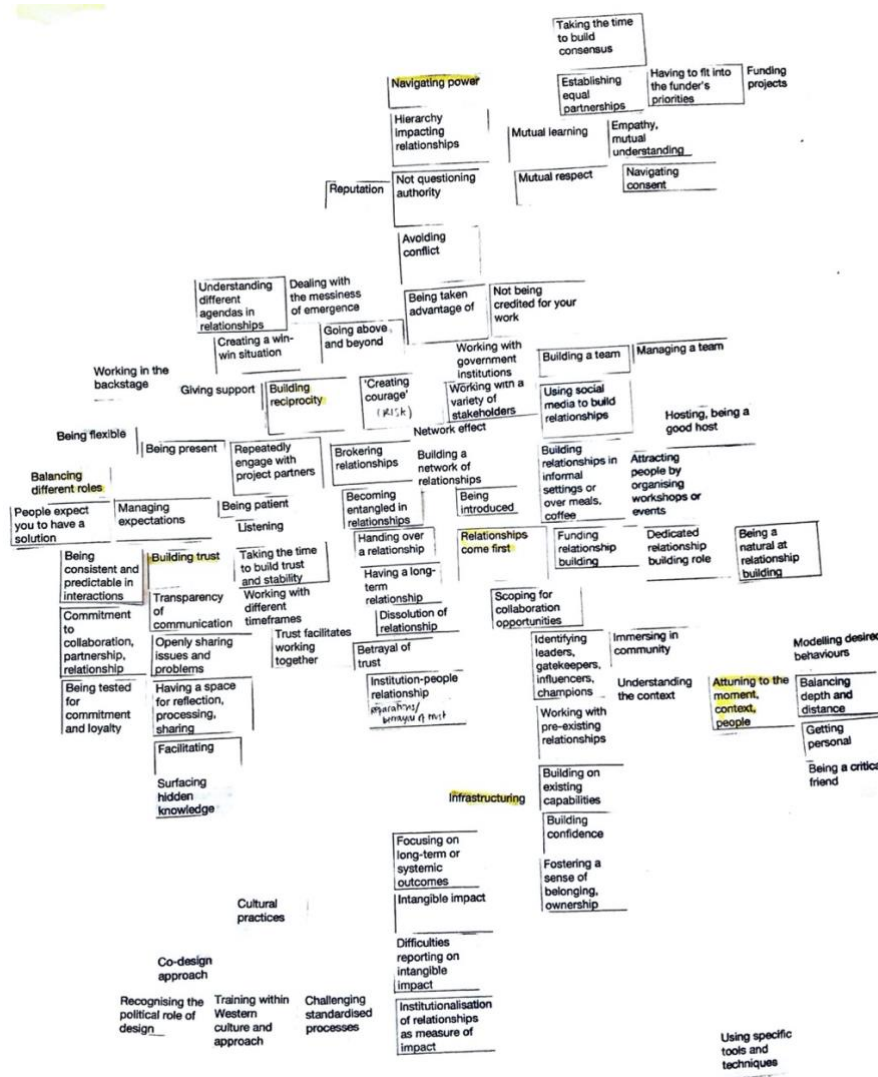 Taking the time
to build
consensus
Navigating power
Establishing
equal
partnerships
Having to fit into
the funder's
priorities
Funding
projects
Hierarchy
impacting
relationships
Mutual learning
Empathy,
mutual
understanding
Reputation
Not questioning
authority
Mutual respect
Navigating
consent
Avoiding
conflict
Understanding
different
agendas in
relationships
Dealing with
the messiness
of emergence
Being taken
advantage of
Not being
credited for your
work
Creating a win-
win situation
Going above
and beyond
Working with
government
institutions
Building a team
Managing a team
Working in the
backstage
Giving support
Building
reciprocity
'Creating
courage'
(RISK)
Working with a
variety of
stakeholders
Using social
media to build
relationships
Hosting, being a
good host
Network effect
Being flexible
Being present
Repeatedly
engage with
project partners
Brokering
relationships
Building a
network of
relationships
Building
relationships in
informal
settings or
over meals,
coffee
Attracting
people by
organising
workshops or
events
Balancing
different roles
People expect
you to have a
solution
Managing
expectations
Being patient
Becoming
entangled in
relationships
Being
introduced
Listening
Being
consistent and
predictable in
interactions
Building trust
Taking the time
to build trust
and stability
Handing over
a relationship
Relationships
come first
Funding
relationship
building
Dedicated
relationship
building role
Being a
natural at
relationship
building
Having a long-
term
relationship
Transparency
of
communication
Working with
different
timeframes
Scoping for
collaboration
opportunities
Commitment
to
collaboration,
partnership,
relationship
Dissolution of
relationship
Openly sharing
issues and
problems
Trust facilitates
working
together
Betrayal of
trust
Identifying
leaders,
gatekeepers,
influencers,
champions
Immersing in
community
Modelling desired
behaviours
Being tested
for
commitment
and loyalty
Having a space
for reflection,
processing,
sharing
Institution-people
relationship
betrayal of trust
Understanding
the context
Attuning to the
moment,
context,
people
Balancing
depth and
distance
Working with
pre-existing
relationships
Getting
personal
Facilitating
Being a critica
friend
Surfacing
hidden
knowledge
Infrastructuring
Building on
existing
capabilities
Building
confidence
Focusing on
long-term or
systemic
outcomes
Fostering a
sense of
belonging,
ownership
Cultural
practices
Intangible impact
Difficulties
reporting on
intangible
impact
Co-design
approach
Recognising the
political role of
design
Training within
Western
culture and
approach
Challenging
standardised
processes
Institutionalisation
of relationships
as measure of
impact
Using specific
tools and
techniques